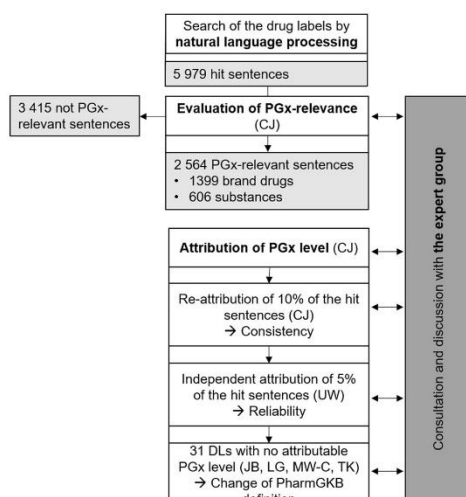 Search of the drug labels by
natural language processing
5 979 hit sentences
3 415 not PGx-
relevant sentences
Evaluation of PGx-relevance
(CJ)
2 564 PGx-relevant sentences
• 1399 brand drugs
• 606 substances
Attribution of PGx level (CJ)
Re-attribution of 10% of the hit
sentences (CJ)
→ Consistency
Independent attribution of 5%
of the hit sentences (UW)
→ Reliability
31 DLs with no attributable
PGx level (JB, LG, MW-C, TK)
→ Change of PharmGKB
Consultation and discussion with the expert group